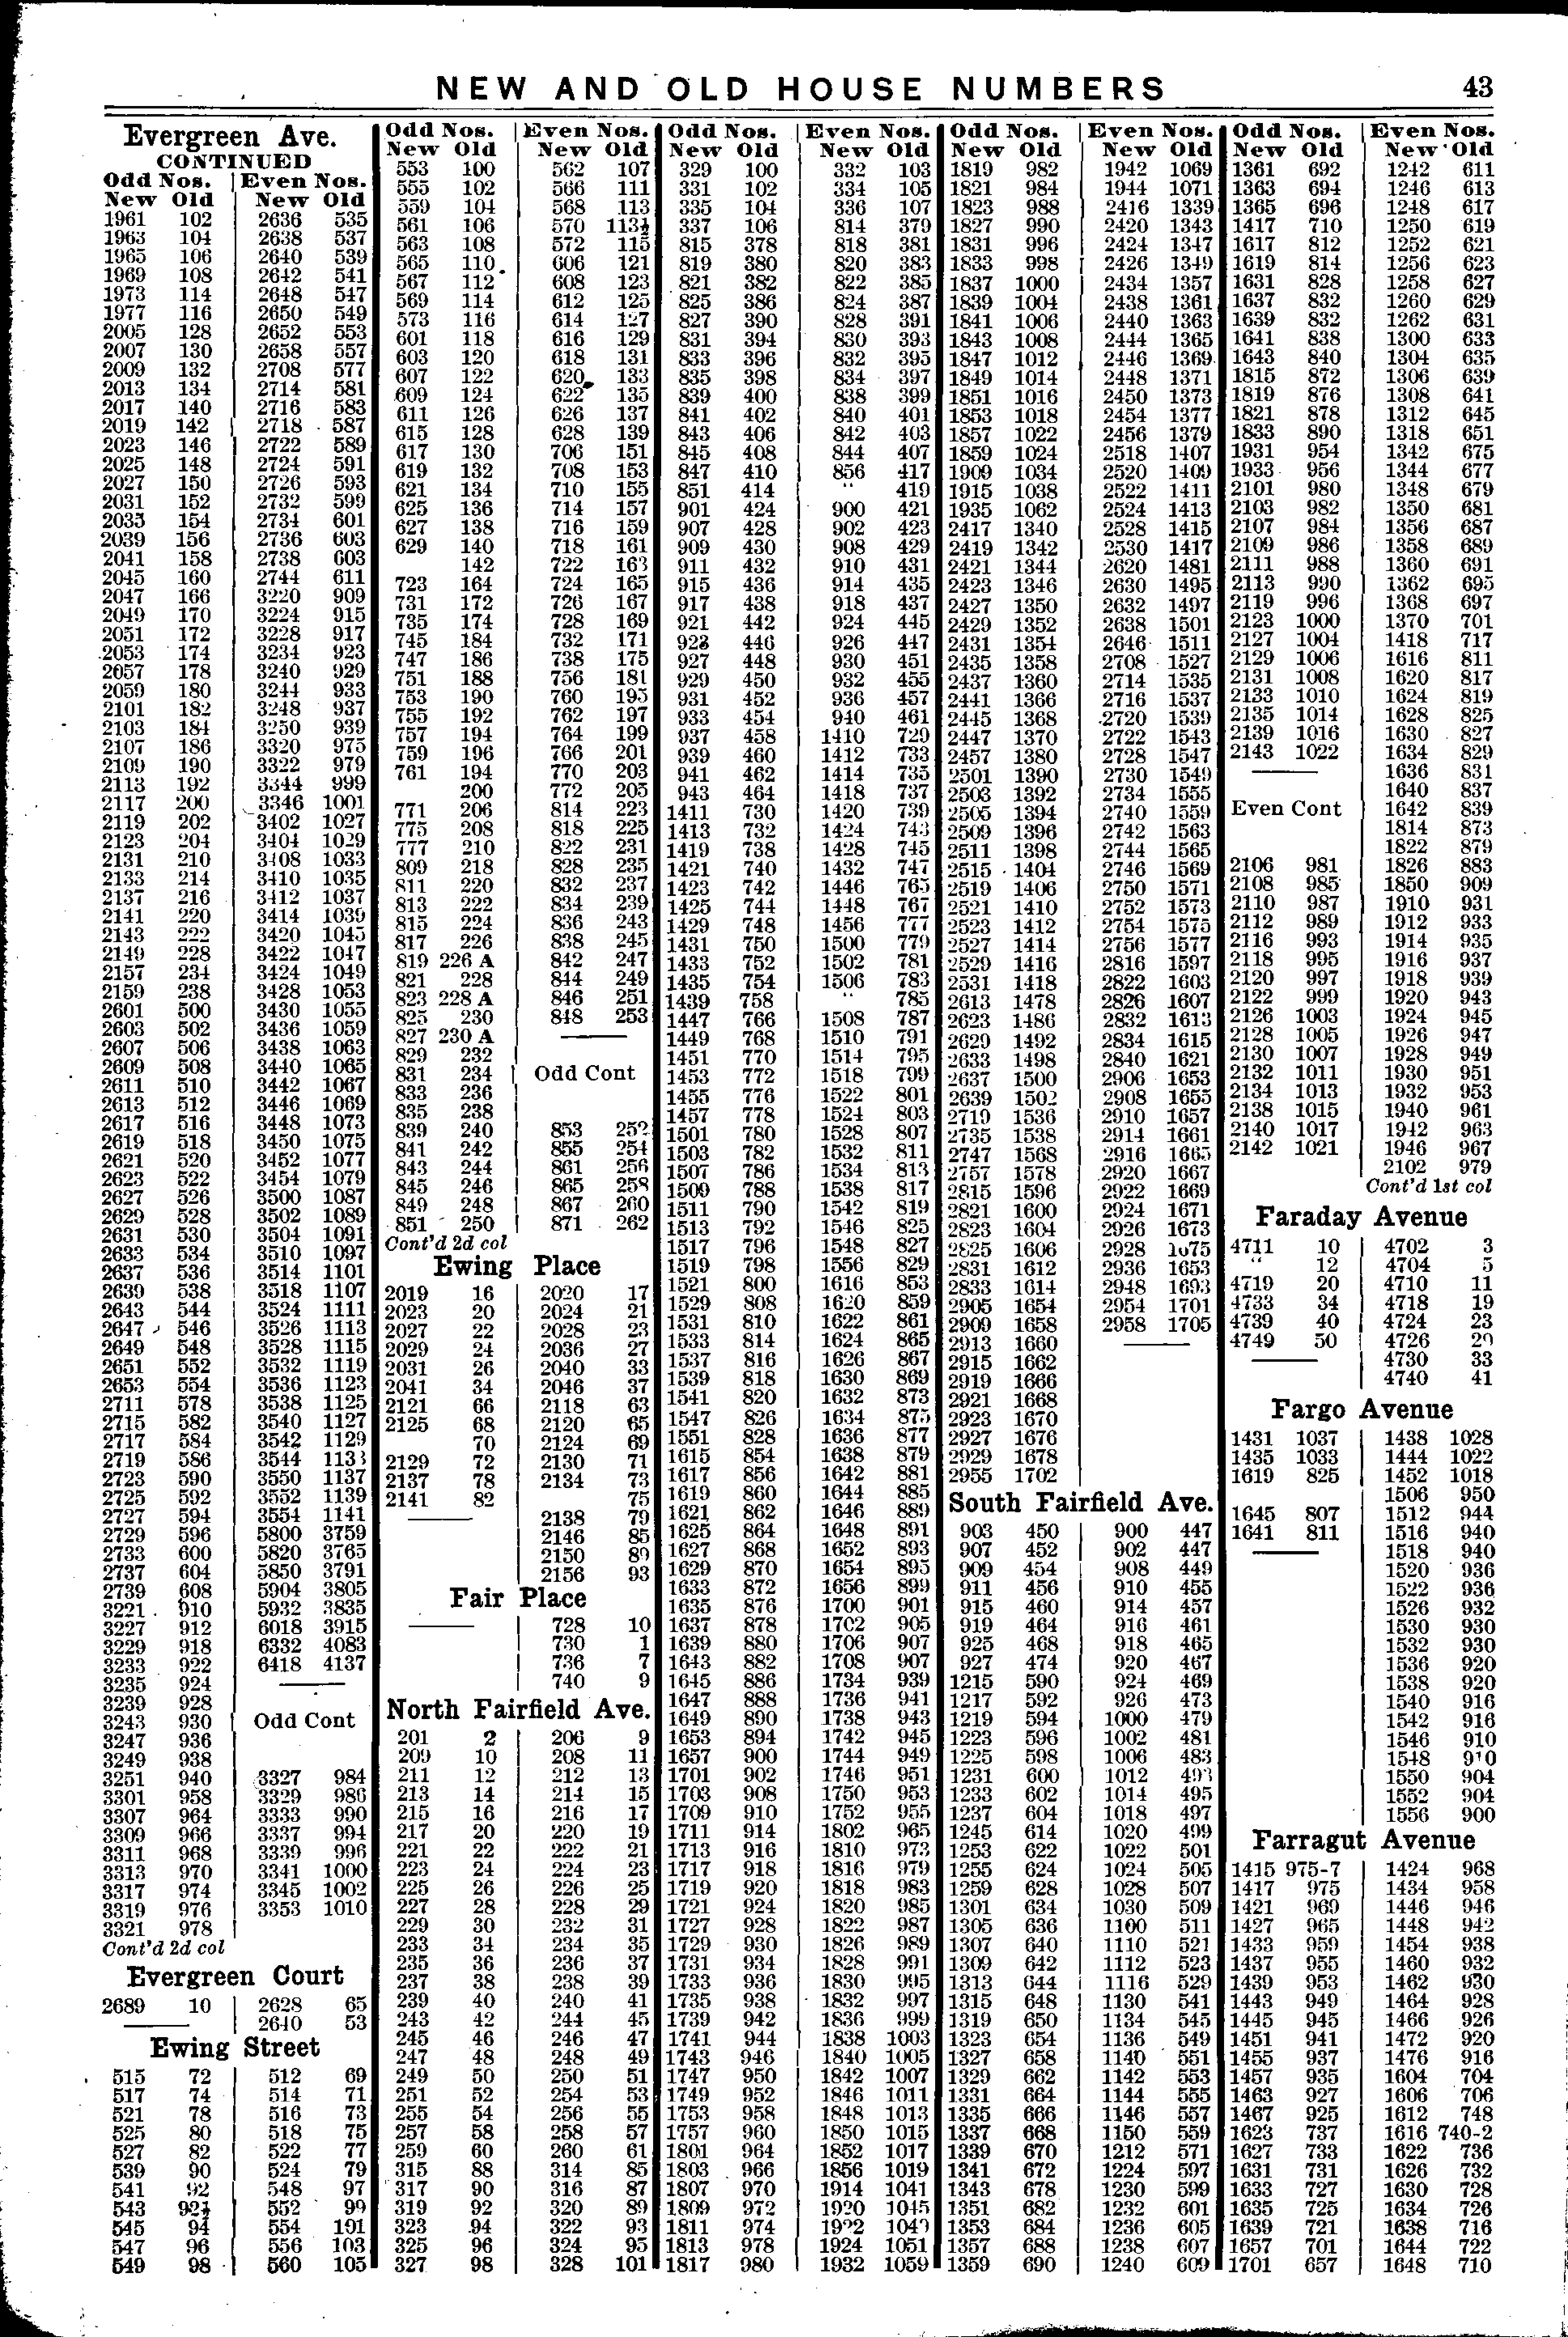 NEW AND OLD HOUSE NUMBERS 43
Evergreen Ave.
CONTINUED
Odd Nos. Even Nos.
New Old New Old
1961 102 2636 535
1963 104 2638 537
1965 106 2640 539
1969 108 2642 541
1973 114 2648 547
1977 116 2650 549
2005 128 2652 553
2007 130 2658 557
2009 132 2708 577
2013 134 2714 581
2017 140 2716 583
2019 142 2718 587
2023 146 2722 589
2025 148 2724 591
2027 150 2726 593
2031 152 2732 599
2035 154 2734 601
2039 156 2736 603
2041 158 2738 603
2045 160 2744 611
2047 166 3220 909
2049 170 3224 915
2051 172 3228 917
2053 174 3234 923
2057 178 3240 929
2059 180 3244 933
2101 182 3248 937
2103 184 3250 939
2107 186 3320 975
2109 190 3322 979
2113 192 3344 999
2117 200 3346 1001
2119 202 3402 1027
2123 204 3404 1029
2131 210 3408 1033
2133 214 3410 1035
2137 216 3412 1037
2141 220 3414 1039
2143 222 3420 1045
2149 228 3422 1047
2157 234 3424 1049
2159 238 3428 1053
2601 500 3430 1055
2603 502 3436 1059
2607 506 3438 1063
2609 508 3440 1065
2611 510 3442 1067
2613 512 3446 1069
2617 516 3448 1073
2619 518 3450 1075
2621 520 3452 1077
2623 522 3454 1079
2627 526 3500 1087
2629 528 3502 1089
2631 530 3504 1091
2633 534 3510 1097
2637 536 3514 1101
2639 538 3518 1107
2643 544 3524 1111
2647 546 3526 1113
2649 548 3528 1115
2651 552 3532 1119
2653 554 3536 1123
2711 578 3538 1125
2715 582 3540 1127
2717 584 3542 1129
2719 586 3544 1133
2723 590 3550 1137
2725 592 3552 1139
2727 594 3554 1141
2729 596 5800 3759
2733 600 5820 3765
2737 604 5850 3791
2739 608 5904 3805
3221 910 5932 3835
3227 912 6018 3915
3229 918 6332 4083
3233 922 6418 4137
3235 924
3239 928
3243 930 Odd Cont
3247 936
3249 938
3251 940 3327 984
3301 958 3329 986
3307 964 3333 990
3309 966 3337 994
3311 968 3339 996
3313 970 3341 1000
3317 974 3345 1002
3319 976 3353 1010
3321 978
Cont'd 2d col
Evergreen Court
2689 10 2628 65
2640 53
Ewing Street
515 72 512 69
517 74 514 71
521 78 516 73
525 80 518 75
527 82 522 77
539 90 524 79
541 92 548 97
543 92½ 552 99
545 94 554 101
547 96 556 103
549 98 560 105
Odd Nos. Even Nos.
New Old New Old
553 100 562 107
555 102 566 111
559 104 568 113
561 106 570 113½
563 108 572 115
565 110 606 121
567 112 608 123
569 114 612 125
573 116 614 127
601 118 616 129
603 120 618 131
607 122 620 133
609 124 622 135
611 126 626 137
615 128 628 139
617 130 706 151
619 132 708 153
621 134 710 155
625 136 714 157
627 138 716 159
629 140 718 161
142 722 163
723 164 724 165
731 172 726 167
735 174 728 169
745 184 732 171
747 186 738 175
751 188 756 181
753 190 760 195
755 192 762 197
757 194 764 199
759 196 766 201
761 194 770 203
200 772 205
771 206 814 223
775 208 818 225
777 210 822 231
809 218 828 235
811 220 832 237
813 222 834 239
815 224 836 243
817 226 838 245
819 226 A 842 247
821 228 844 249
823 228 A 846 251
825 230 848 253
827 230 A
829 232
831 234 Odd Cont
833 236
835 238
839 240 853 252
841 242 855 254
843 244 861 256
845 246 865 258
849 248 867 260
851 250 871 262
Cont'd 2d col
Ewing Place
2019 16 2020 17
2023 20 2024 21
2027 22 2028 23
2029 24 2036 27
2031 26 2040 33
2041 34 2046 37
2121 66 2118 63
2125 68 2120 65
70 2124 69
2129 72 2130 71
2137 78 2134 73
2141 82 75
2138 79
2146 85
2150 89
2156 93
Fair Place
728 10
730 1
736 7
740 9
North Fairfield Ave.
201 2 206 9
209 10 208 11
211 12 212 13
213 14 214 15
215 16 216 17
217 20 220 19
221 22 222 21
223 24 224 23
225 26 226 25
227 28 228 29
229 30 232 31
233 34 234 35
235 36 236 37
237 38 238 39
239 40 240 41
243 42 244 45
245 46 246 47
247 48 248 49
249 50 250 51
251 52 254 53
255 54 256 55
257 58 258 57
259 60 260 61
315 88 314 85
317 90 316 87
319 92 320 89
323 94 322 93
325 96 324 95
327 98 328 101
Odd Nos. Even Nos.
New Old New Old
329 100 332 103
331 102 334 105
335 104 336 107
337 106 814 379
815 378 818 381
819 380 820 383
821 382 822 385
825 386 824 387
827 390 828 391
831 394 830 393
833 396 832 395
835 398 834 397
839 400 838 399
841 402 840 401
843 406 842 403
845 408 844 407
847 410 856 417
851 414 " 419
901 424 900 421
907 428 902 423
909 430 908 429
911 432 910 431
915 436 914 435
917 438 918 437
921 442 924 445
923 446 926 447
927 448 930 451
929 450 932 455
931 452 936 457
933 454 940 461
937 458 1410 729
939 460 1412 733
941 462 1414 735
943 464 1418 737
1411 730 1420 739
1413 732 1424 743
1419 738 1428 745
1421 740 1432 747
1423 742 1446 765
1425 744 1448 767
1429 748 1456 777
1431 750 1500 779
1433 752 1502 781
1435 754 1506 783
1439 758 " 785
1447 766 1508 787
1449 768 1510 791
1451 770 1514 795
1453 772 1518 799
1455 776 1522 801
1457 778 1524 803
1501 780 1528 807
1503 782 1532 811
1507 786 1534 813
1509 788 1538 817
1511 790 1542 819
1513 792 1546 825
1517 796 1548 827
1519 798 1556 829
1521 800 1616 853
1529 808 1620 859
1531 810 1622 861
1533 814 1624 865
1537 816 1626 867
1539 818 1630 869
1541 820 1632 873
1547 826 1634 875
1551 828 1636 877
1615 854 1638 879
1617 856 1642 881
1619 860 1644 885
1621 862 1646 889
1625 864 1648 891
1627 868 1652 893
1629 870 1654 895
1633 872 1656 899
1635 876 1700 901
1637 878 1702 905
1639 880 1706 907
1643 882 1708 907
1645 886 1734 939
1647 888 1736 941
1649 890 1738 943
1653 894 1742 945
1657 900 1744 949
1701 902 1746 951
1703 908 1750 953
1709 910 1752 955
1711 914 1802 965
1713 916 1810 973
1717 918 1816 979
1719 920 1818 983
1721 924 1820 985
1727 928 1822 987
1729 930 1826 989
1731 934 1828 991
1733 936 1830 995
1735 938 1832 997
1739 942 1836 999
1741 944 1838 1003
1743 946 1840 1005
1747 950 1842 1007
1749 952 1846 1011
1753 958 1848 1013
1757 960 1850 1015
1801 964 1852 1017
1803 966 1856 1019
1807 970 1914 1041
1809 972 1920 1045
1811 974 1922 1049
1813 978 1924 1051
1817 980 1932 1059
Odd Nos. Even Nos.
New Old New Old
1819 982 1942 1069
1821 984 1944 1071
1823 988 2416 1339
1827 990 2420 1343
1831 996 2424 1347
1833 998 2426 1349
1837 1000 2434 1357
1839 1004 2438 1361
1841 1006 2440 1363
1843 1008 2444 1365
1847 1012 2446 1369
1849 1014 2448 1371
1851 1016 2450 1373
1853 1018 2454 1377
1857 1022 2456 1379
1859 1024 2518 1407
1909 1034 2520 1409
1915 1038 2522 1411
1935 1062 2524 1413
2417 1340 2528 1415
2419 1342 2530 1417
2421 1344 2620 1481
2423 1346 2630 1495
2427 1350 2632 1497
2429 1352 2638 1501
2431 1354 2646 1511
2435 1358 2708 1527
2437 1360 2714 1535
2441 1366 2716 1537
2445 1368 2720 1539
2447 1370 2722 1543
2457 1380 2728 1547
2501 1390 2730 1549
2503 1392 2734 1555
2505 1394 2740 1559
2509 1396 2742 1563
2511 1398 2744 1565
2515 1404 2746 1569
2519 1406 2750 1571
2521 1410 2752 1573
2523 1412 2754 1575
2527 1414 2756 1577
2529 1416 2816 1597
2531 1418 2822 1603
2613 1478 2826 1607
2623 1486 2832 1613
2629 1492 2834 1615
2633 1498 2840 1621
2637 1500 2906 1653
2639 1502 2908 1655
2719 1536 2910 1657
2735 1538 2914 1661
2747 1568 2916 1665
2757 1578 2920 1667
2815 1596 2922 1669
2821 1600 2924 1671
2823 1604 2926 1673
2825 1606 2928 1675
2831 1612 2936 1653
2833 1614 2948 1693
2905 1654 2954 1701
2909 1658 2958 1705
2913 1660
2915 1662
2919 1666
2921 1668
2923 1670
2927 1676
2929 1678
2955 1702
South Fairfield Ave.
903 450 900 447
907 452 902 447
909 454 908 449
911 456 910 455
915 460 914 457
919 464 916 461
925 468 918 465
927 474 920 467
1215 590 924 469
1217 592 926 473
1219 594 1000 479
1223 596 1002 481
1225 598 1006 483
1231 600 1012 493
1233 602 1014 495
1237 604 1018 497
1245 614 1020 499
1253 622 1022 501
1255 624 1024 505
1259 628 1028 507
1301 634 1030 509
1305 636 1100 511
1307 640 1110 521
1309 642 1112 523
1313 644 1116 529
1315 648 1130 541
1319 650 1134 545
1323 654 1136 549
1327 658 1140 551
1329 662 1142 553
1331 664 1144 555
1335 666 1146 557
1337 668 1150 559
1339 670 1212 571
1341 672 1224 597
1343 678 1230 599
1351 682 1232 601
1353 684 1236 605
1357 688 1238 607
1359 690 1240 609
Odd Nos. Even Nos.
New Old New Old
1361 692 1242 611
1363 694 1246 613
1365 696 1248 617
1417 710 1250 619
1617 812 1252 621
1619 814 1256 623
1631 828 1258 627
1637 832 1260 629
1639 832 1262 631
1641 838 1300 633
1643 840 1304 635
1815 872 1306 639
1819 876 1308 641
1821 878 1312 645
1833 890 1318 651
1931 954 1342 675
1933 956 1344 677
2101 980 1348 679
2103 982 1350 681
2107 984 1356 687
2109 986 1358 689
2111 988 1360 691
2113 990 1362 695
2119 996 1368 697
2123 1000 1370 701
2127 1004 1418 717
2129 1006 1616 811
2131 1008 1620 817
2133 1010 1624 819
2135 1014 1628 825
2139 1016 1630 827
2143 1022 1634 829
1636 831
1640 837
Even Cont 1642 839
1814 873
1822 879
2106 981 1826 883
2108 985 1850 909
2110 987 1910 931
2112 989 1912 933
2116 993 1914 935
2118 995 1916 937
2120 997 1918 939
2122 999 1920 943
2126 1003 1924 945
2128 1005 1926 947
2130 1007 1928 949
2132 1011 1930 951
2134 1013 1932 953
2138 1015 1940 961
2140 1017 1942 963
2142 1021 1946 967
2102 979
Cont'd 1st col
Faraday Avenue
4711 10 4702 3
" 12 4704 5
4719 20 4710 11
4733 34 4718 19
4739 40 4724 23
4749 50 4726 29
4730 33
4740 41
Fargo Avenue
1431 1037 1438 1028
1435 1033 1444 1022
1619 825 1452 1018
1506 950
1645 807 1512 944
1641 811 1516 940
1518 940
1520 936
1522 936
1526 932
1530 930
1532 930
1536 920
1538 920
1540 916
1542 916
1546 910
1548 910
1550 904
1552 904
1556 900
Farragut Avenue
1415 975-7 1424 968
1417 975 1434 958
1421 969 1446 946
1427 965 1448 942
1433 959 1454 938
1437 955 1460 932
1439 953 1462 930
1443 949 1464 928
1445 945 1466 926
1451 941 1472 920
1455 937 1476 916
1457 935 1604 704
1463 927 1606 706
1467 925 1612 748
1623 737 1616 740-2
1627 733 1622 736
1631 731 1626 732
1633 727 1630 728
1635 725 1634 726
1639 721 1638 716
1657 701 1644 722
1701 657 1648 710